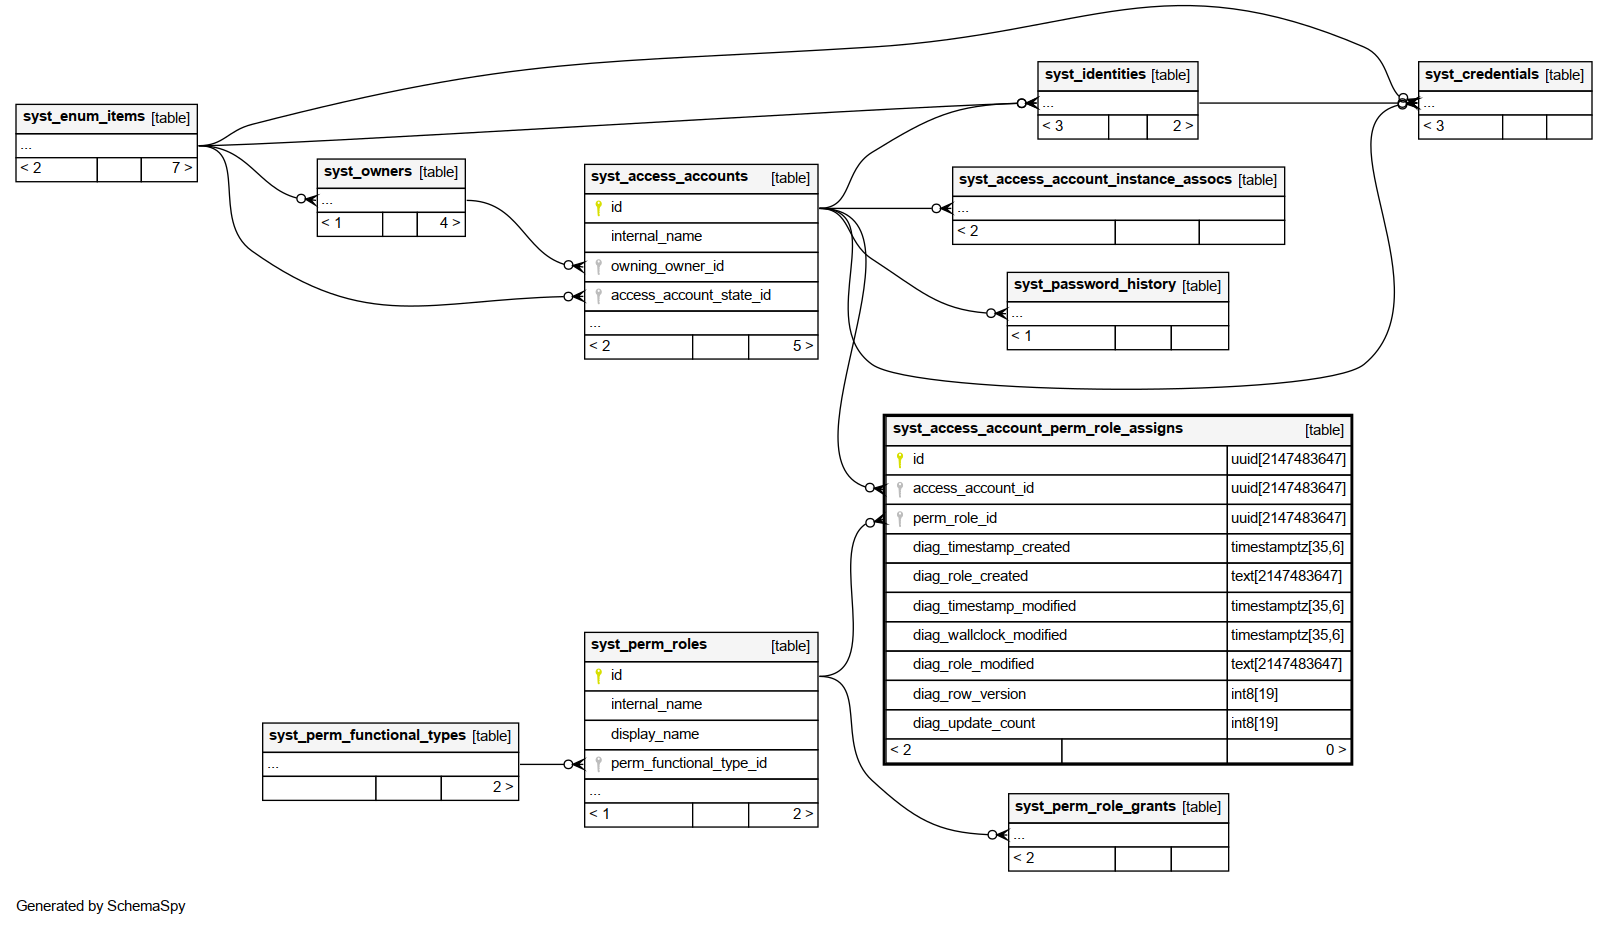 syst_enum_items [table]
...
< 2 7 >
syst_owners [table]
...
< 1 4 >
syst_access_accounts [table]
id
internal_name
owning_owner_id
access_account_state_id
...
< 2 5 >
syst_identities [table]
...
< 3 2 >
syst_credentials [table]
...
< 3
syst_access_account_instance_assocs [table]
...
< 2
syst_password_history [table]
...
< 1
syst_access_account_perm_role_assigns [table]
id uuid[2147483647]
access_account_id uuid[2147483647]
perm_role_id uuid[2147483647]
diag_timestamp_created timestamptz[35,6]
diag_role_created text[2147483647]
diag_timestamp_modified timestamptz[35,6]
diag_wallclock_modified timestamptz[35,6]
diag_role_modified text[2147483647]
diag_row_version int8[19]
diag_update_count int8[19]
< 2 0 >
syst_perm_roles [table]
id
internal_name
display_name
perm_functional_type_id
...
< 1 2 >
syst_perm_functional_types [table]
...
2 >
syst_perm_role_grants [table]
...
< 2
Generated by SchemaSpy